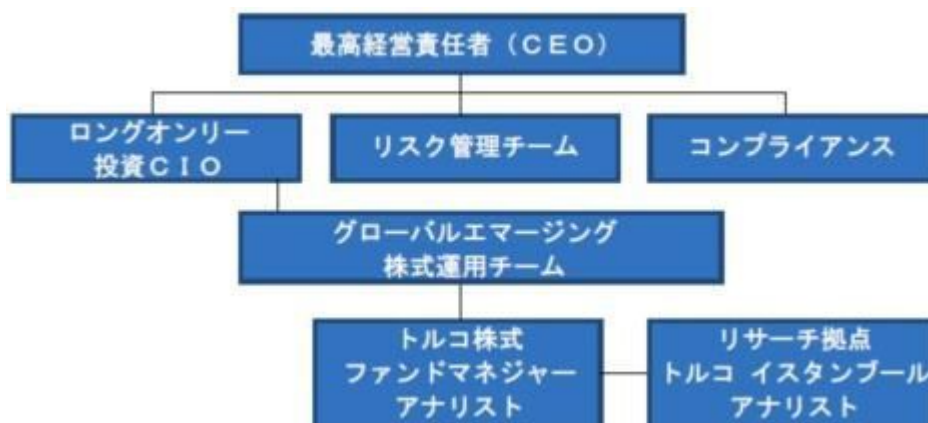 最高経営責任者（ＣＥＯ）
ロングオンリー
投資ＣＩＯ
リスク管理チーム
コンプライアンス
グローバルエマージング
株式運用チーム
トルコ株式
ファンドマネジャー
アナリスト
リサーチ拠点
トルコ イスタンブール
アナリスト